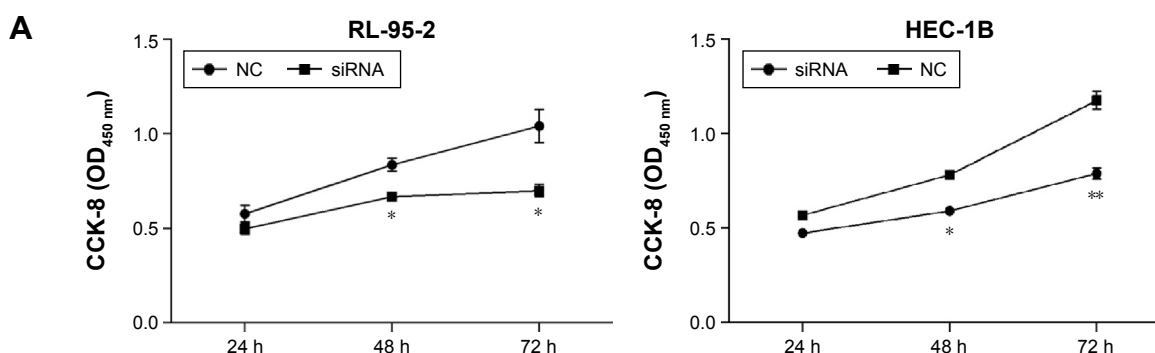 A
RL-95-2
1.5
NC siRNA
1.0
CCK-8 (OD450 nm)
*
*
0.5
0.0
24 h 48 h 72 h
HEC-1B
1.5
siRNA NC
1.0
CCK-8 (OD450 nm)
**
*
0.5
0.0
24 h 48 h 72 h